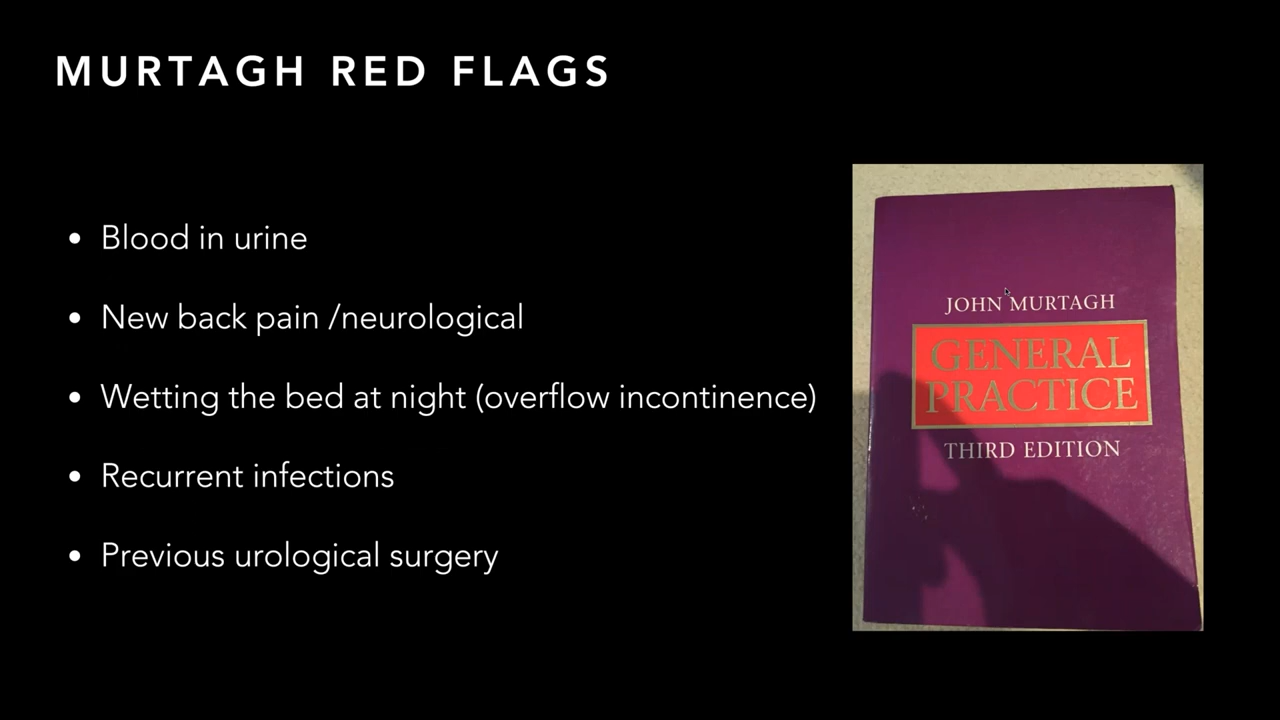 MURTAGH RED FLAGS
• Blood in urine
• New back pain /neurological
• Wetting the bed at night (overflow incontinence)
• Recurrent infections
• Previous urological surgery
JOHN MURTAGH
GENERAL
PRACTICE
THIRD EDITION